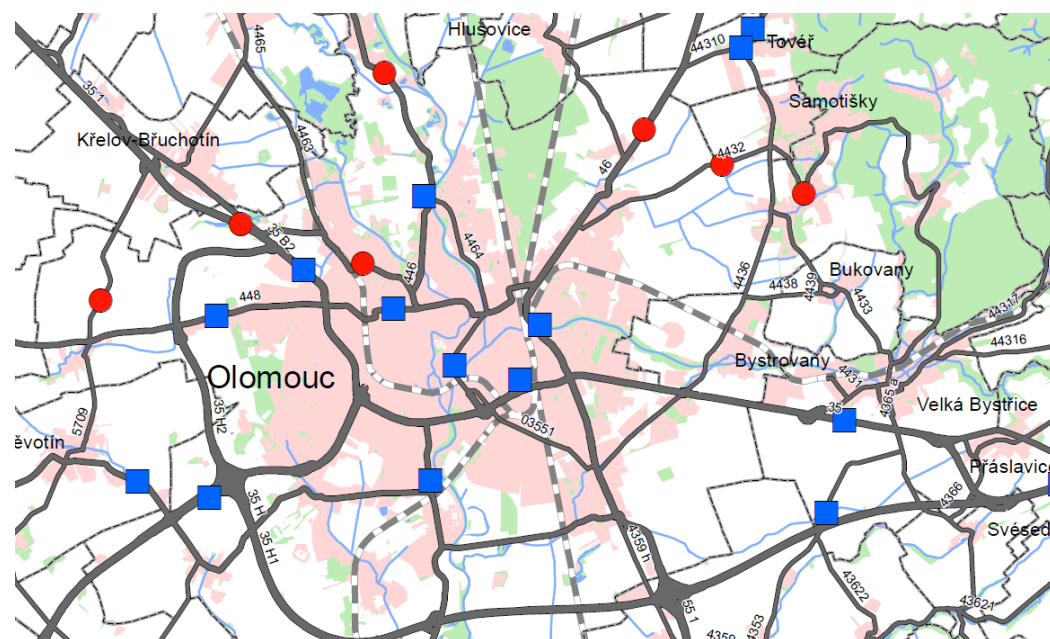 Hlušovice
4465
44310
Tovéř
35 1
Samotišky
Křelov-Břuchotín
4463
4432
46
35 B2
4464
446
4436
Bukovany
4438
4439
4433
448
44317
44316
Bystrovany
Olomouc
4431
4365 a
Velká Bystřice
35
5709
35 H2
03551
ěvotín
Přáslavic
4366
35 H
Svésed
35 H1
4359 h
43622
55 1
43621
4353
4359